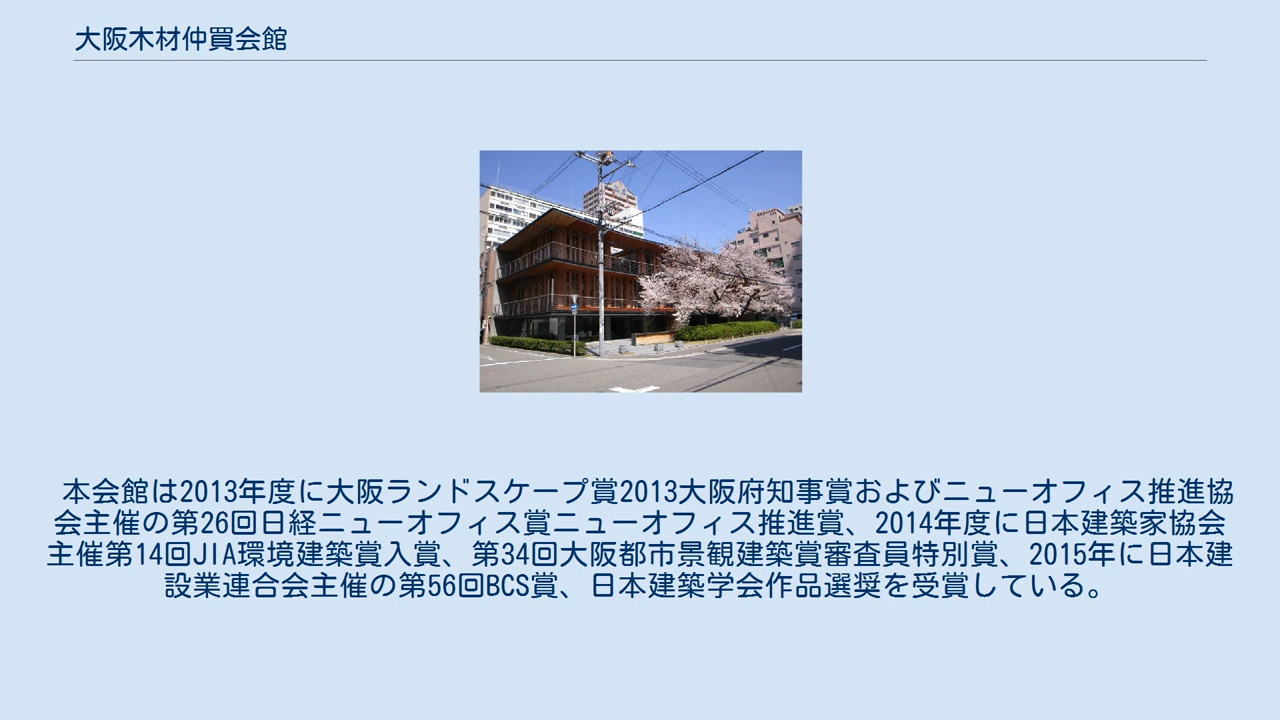 大阪木材仲買会館
本会館は2013年度に大阪ランドスケープ賞2013大阪府知事賞およびニューオフィス推進協
会主催の第26回日経ニューオフィス賞ニューオフィス推進賞、2014年度に日本建築家協会
主催第14回JIA環境建築賞入賞、第34回大阪都市景観建築賞審査員特別賞、2015年に日本建
設業連合会主催の第56回BCS賞、日本建築学会作品選奨を受賞している。